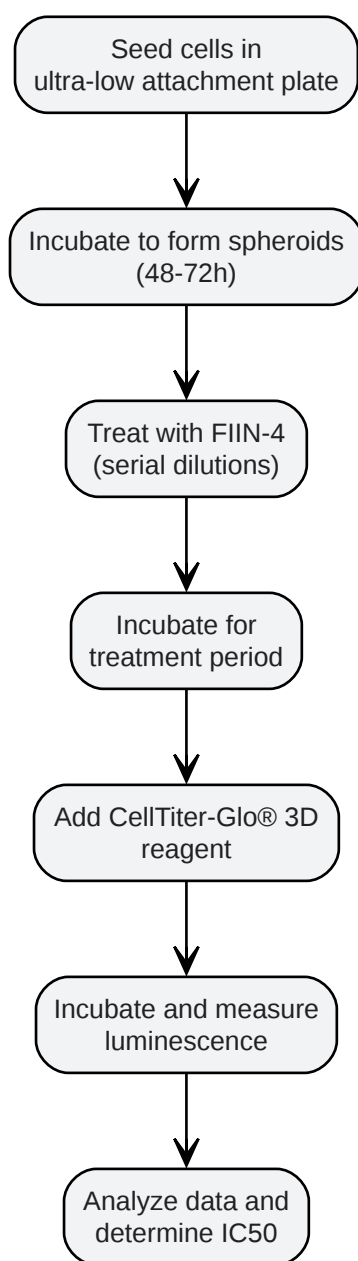 Seed cells in
ultra-low attachment plate
Incubate to form spheroids
(48-72h)
Treat with FIIN-4
(serial dilutions)
Incubate for
treatment period
Add CellTiter-Glo® 3D
reagent
Incubate and measure
luminescence
Analyze data and
determine IC50